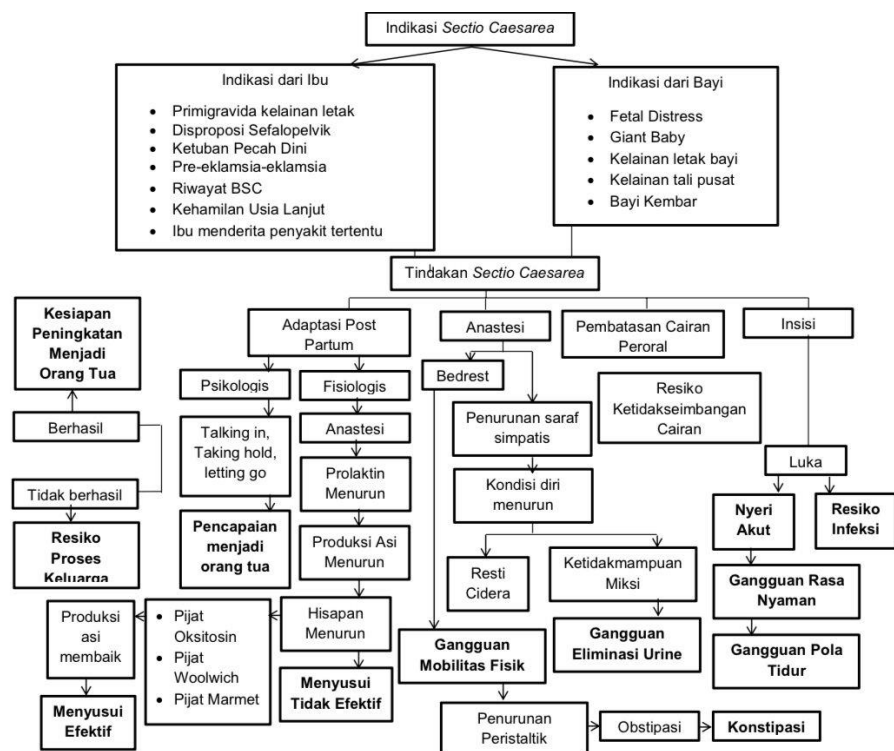 Indikasi Sectio Caesarea
Indikasi dari Ibu
• Primigravida kelainan letak
• Disproposi Sefalopelvik
• Ketuban Pecah Dini
• Pre-eklamsia-eklamsia
• Riwayat BSC
• Kehamilan Usia Lanjut
• Ibu menderita penyakit tertentu
Indikasi dari Bayi
• Fetal Distress
• Giant Baby
• Kelainan letak bayi
• Kelainan tali pusat
• Bayi Kembar
Tindakan Sectio Caesarea
Kesiapan
Peningkatan
Menjadi
Orang Tua
Berhasil
Tidak berhasil
Resiko
Proses
Keluarga
Adaptasi Post
Partum
Psikologis
Talking in,
Taking hold,
letting go
Pencapaian
menjadi
orang tua
Fisiologis
Anastesi
Prolaktin
Menurun
Produksi Asi
Menurun
Hisapan
Menurun
Menyusui
Tidak Efektif
• Pijat
Oksitosin
• Pijat
Woolwich
• Pijat Marmet
Produksi
asi
membaik
Menyusui
Efektif
Anastesi
Bedrest
Penurunan saraf
simpatis
Kondisi diri
menurun
Resti
Cidera
Ketidakmampuan
Miksi
Gangguan
Eliminasi Urine
Gangguan
Mobilitas Fisik
Penurunan
Peristaltik
Obstipasi
Konstipasi
Pembatasan Cairan
Peroral
Resiko
Ketidakseimbangan
Cairan
Insisi
Luka
Nyeri
Akut
Resiko
Infeksi
Gangguan Rasa
Nyaman
Gangguan Pola
Tidur